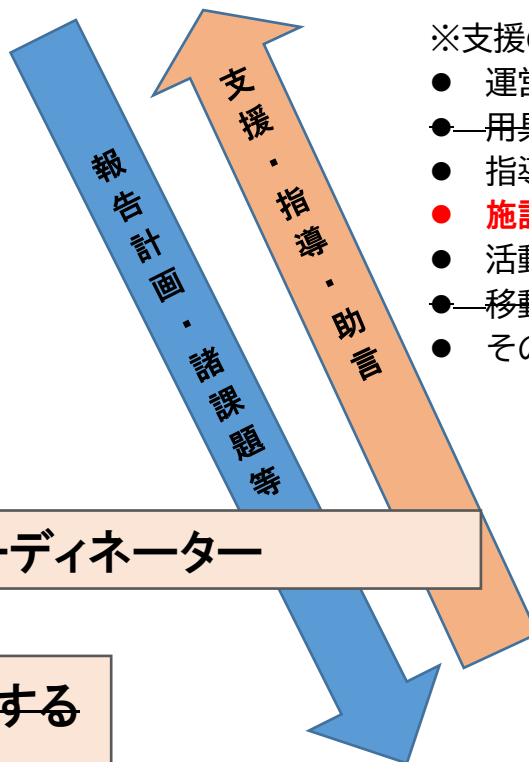 ※支援
● 運営
● 用具
● 指導
● 施設
● 活動
● 移動
● その
支援・指導・助言
報告計画・諸課題等
ーディネーター
する